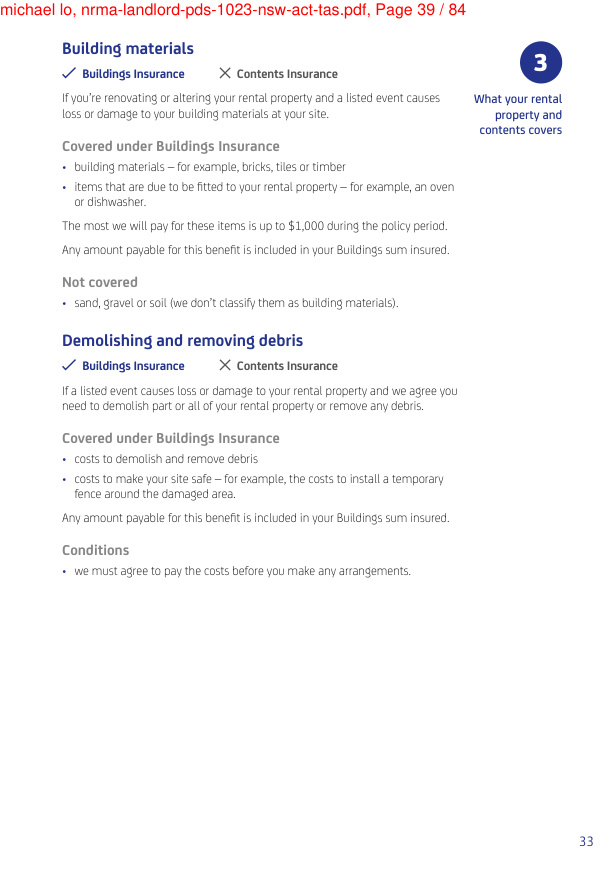 michael lo, nrma-landlord-pds-1023-nsw-act-tas.pdf, Page 39 / 84
Building materials
Buildings Insurance Contents Insurance
If you're renovating or altering your rental property and a listed event causes
loss or damage to your building materials at your site.
Covered under Buildings Insurance
• building materials – for example, bricks, tiles or timber
• items that are due to be fitted to your rental property – for example, an oven
or dishwasher.
The most we will pay for these items is up to $1,000 during the policy period.
Any amount payable for this benefit is included in your Buildings sum insured.
Not covered
• sand, gravel or soil (we don't classify them as building materials).
Demolishing and removing debris
Buildings Insurance Contents Insurance
If a listed event causes loss or damage to your rental property and we agree you
need to demolish part or all of your rental property or remove any debris.
Covered under Buildings Insurance
• costs to demolish and remove debris
• costs to make your site safe – for example, the costs to install a temporary
fence around the damaged area.
Any amount payable for this benefit is included in your Buildings sum insured.
Conditions
• we must agree to pay the costs before you make any arrangements.
3
What your rental
property and
contents covers
33